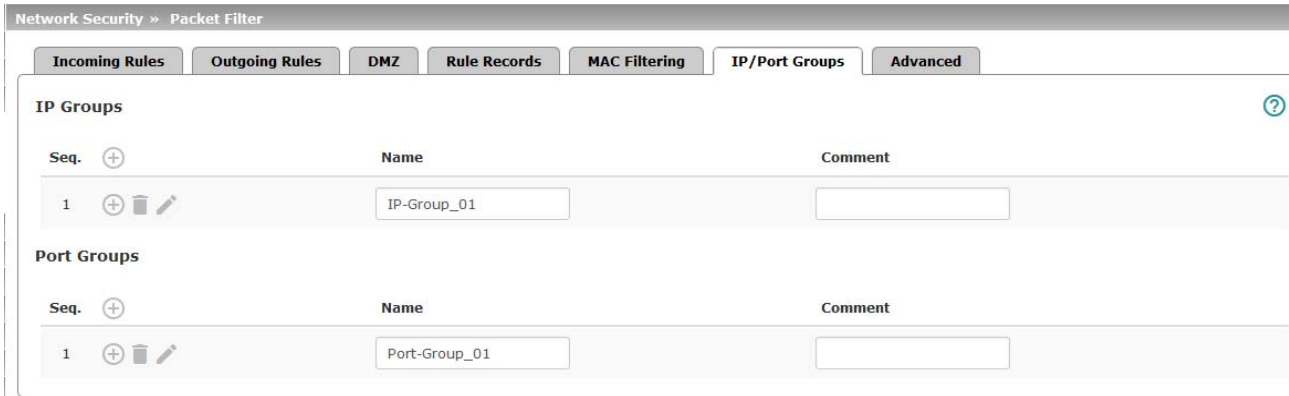 Network Security » Packet Filter
Incoming Rules Outgoing Rules DMZ Rule Records MAC Filtering IP/Port Groups Advanced
IP Groups ?
Seq. Name Comment
1 IP-Group_01
Port Groups
Seq. Name Comment
1 Port-Group_01